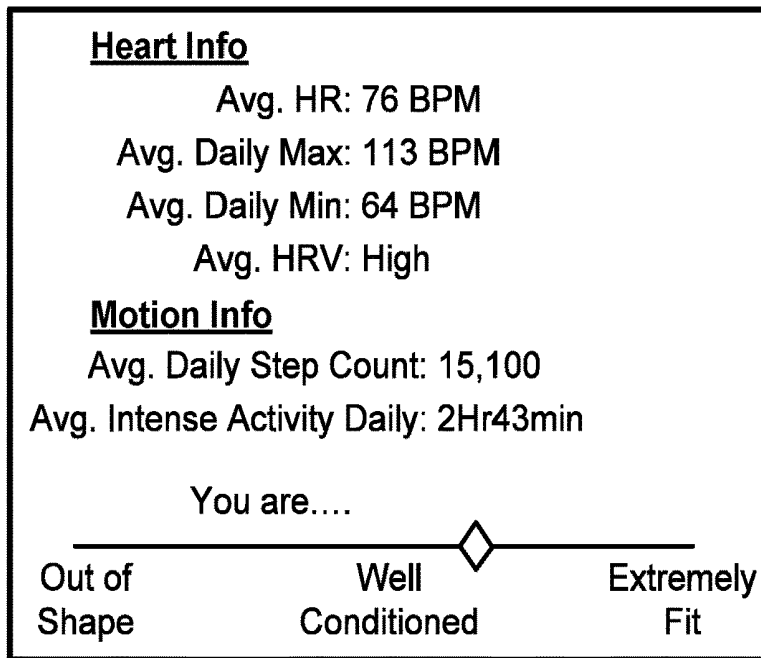 Heart Info
Avg. HR: 76 BPM
Avg. Daily Max: 113 BPM
Avg. Daily Min: 64 BPM
Avg. HRV: High
Motion Info
Avg. Daily Step Count: 15,100
Avg. Intense Activity Daily: 2Hr43min
You are....
Out of Well Extremely
Shape Conditioned Fit